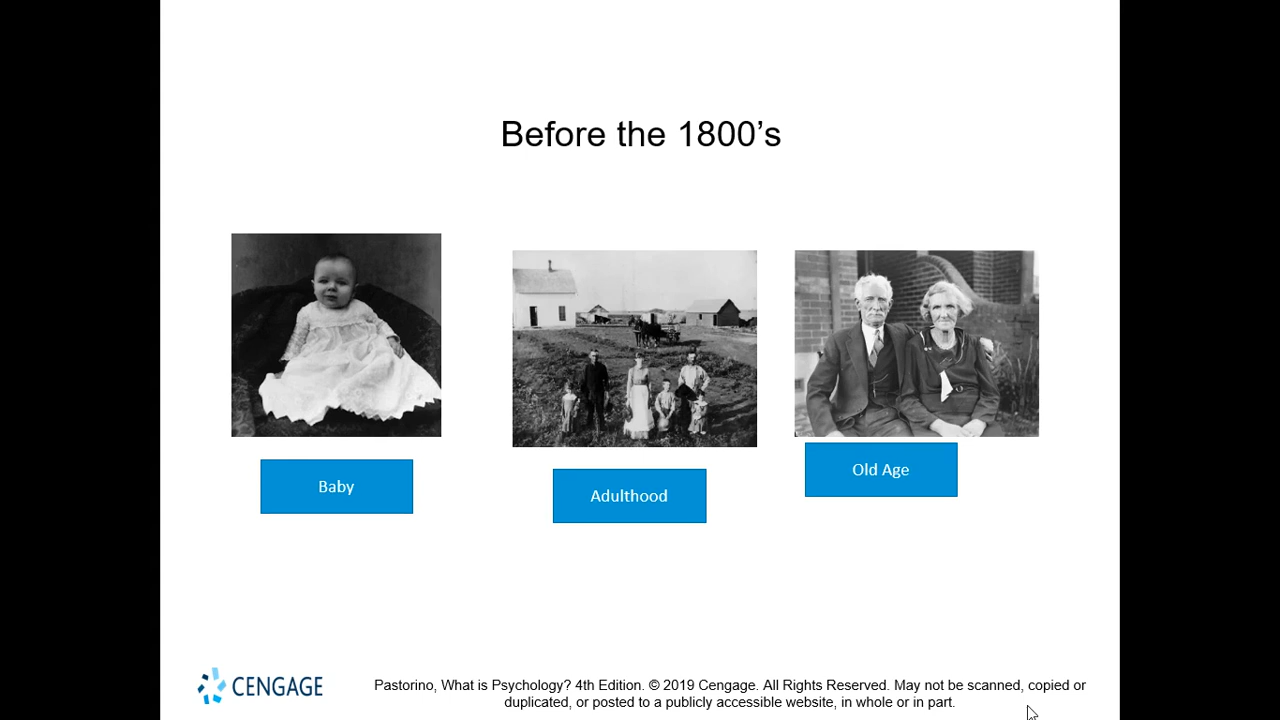 Before the 1800’s
Baby
Adulthood
Old Age
CENGAGE
Pastorino, What is Psychology? 4th Edition. © 2019 Cengage. All Rights Reserved. May not be scanned, copied or
duplicated, or posted to a publicly accessible website, in whole or in part.